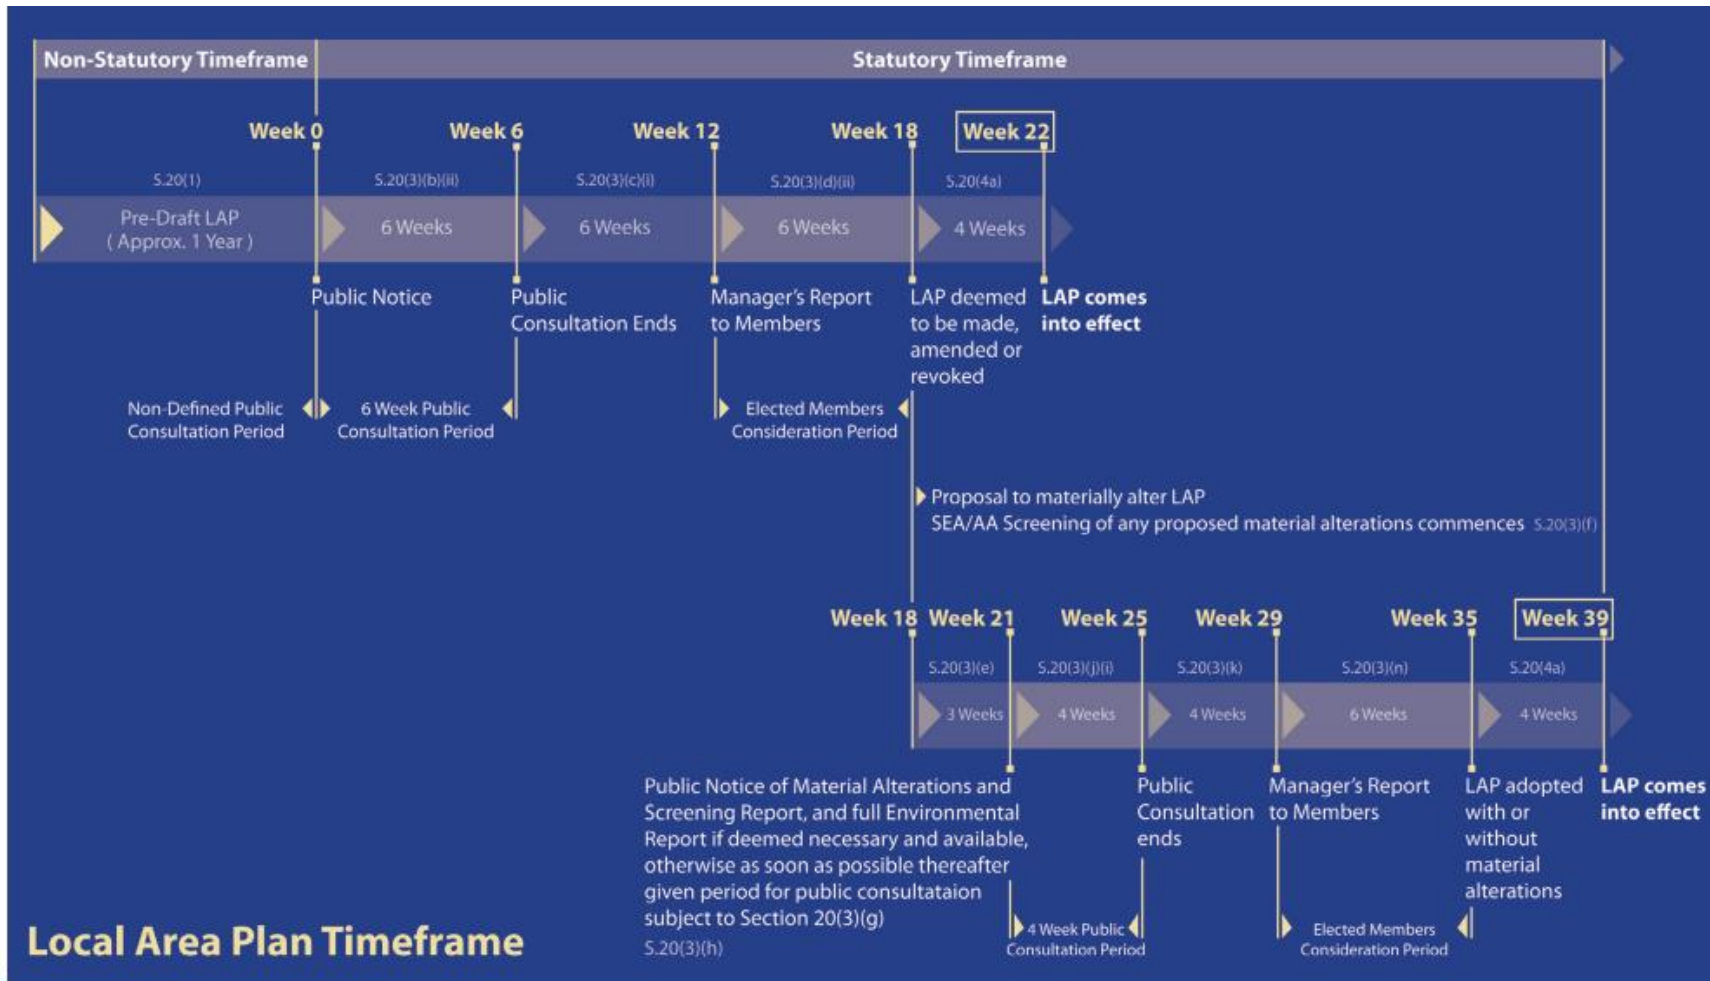 Non-Statutory Timeframe
Statutory Timeframe
Week 0
Week 6
Week 12
Week 18
Week 22
S.20(1)
S.20(3)(b)(ii)
S.20(3)(c)(i)
S.20(3)(d)(ii)
S.20(4a)
Pre-Draft LAP
( Approx. 1 Year )
6 Weeks
6 Weeks
6 Weeks
4 Weeks
Public Notice
Public
Consultation Ends
Manager's Report
to Members
LAP deemed
to be made,
amended or
revoked
LAP comes
into effect
Non-Defined Public
Consultation Period
6 Week Public
Consultation Period
Elected Members
Consideration Period
Proposal to materially alter LAP
SEA/AA Screening of any proposed material alterations commences S.20(3)(f)
Week 18
Week 21
Week 25
Week 29
Week 35
Week 39
S.20(3)(e)
S.20(3)(j)(i)
S.20(3)(k)
S.20(3)(n)
S.20(4a)
3 Weeks
4 Weeks
4 Weeks
6 Weeks
4 Weeks
Public Notice of Material Alterations and
Screening Report, and full Environmental
Report if deemed necessary and available,
otherwise as soon as possible thereafter
given period for public consultataion
subject to Section 20(3)(g)
S.20(3)(h)
Public
Consultation
ends
Manager's Report
to Members
LAP adopted
with or
without
material
alterations
LAP comes
into effect
4 Week Public
Consultation Period
Elected Members
Consideration Period
Local Area Plan Timeframe